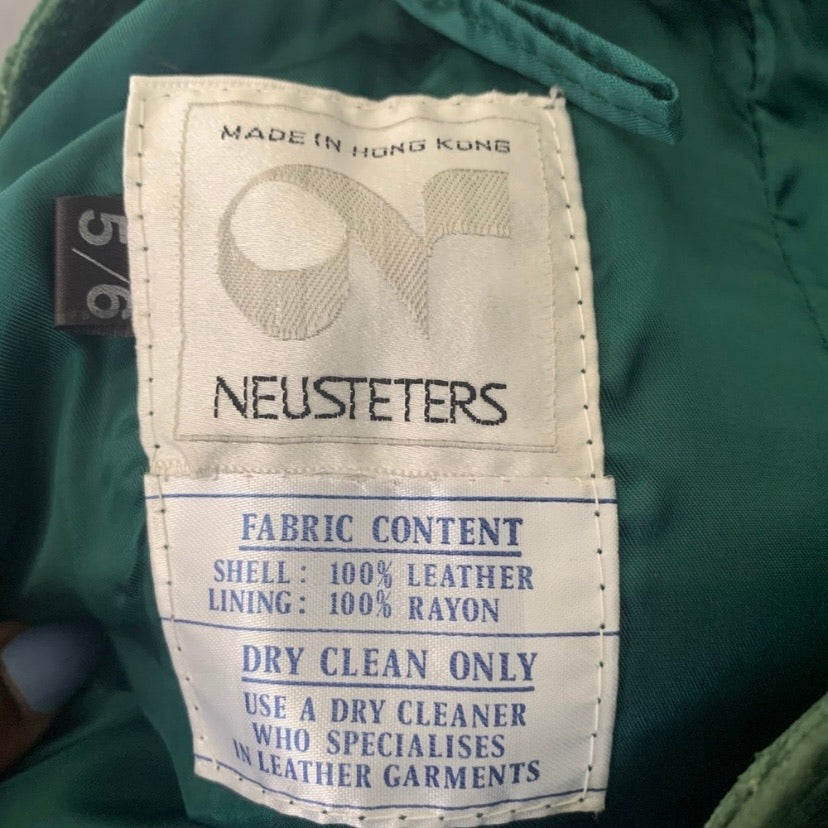 MADE IN HONG KONG
5/6
NEUSTETERS
FABRIC CONTENT
SHELL: 100% LEATHER
LINING: 100% RAYON
DRY CLEAN ONLY
USE A DRY CLEANER
WHO SPECIALISES
IN LEATHER GARMENTS